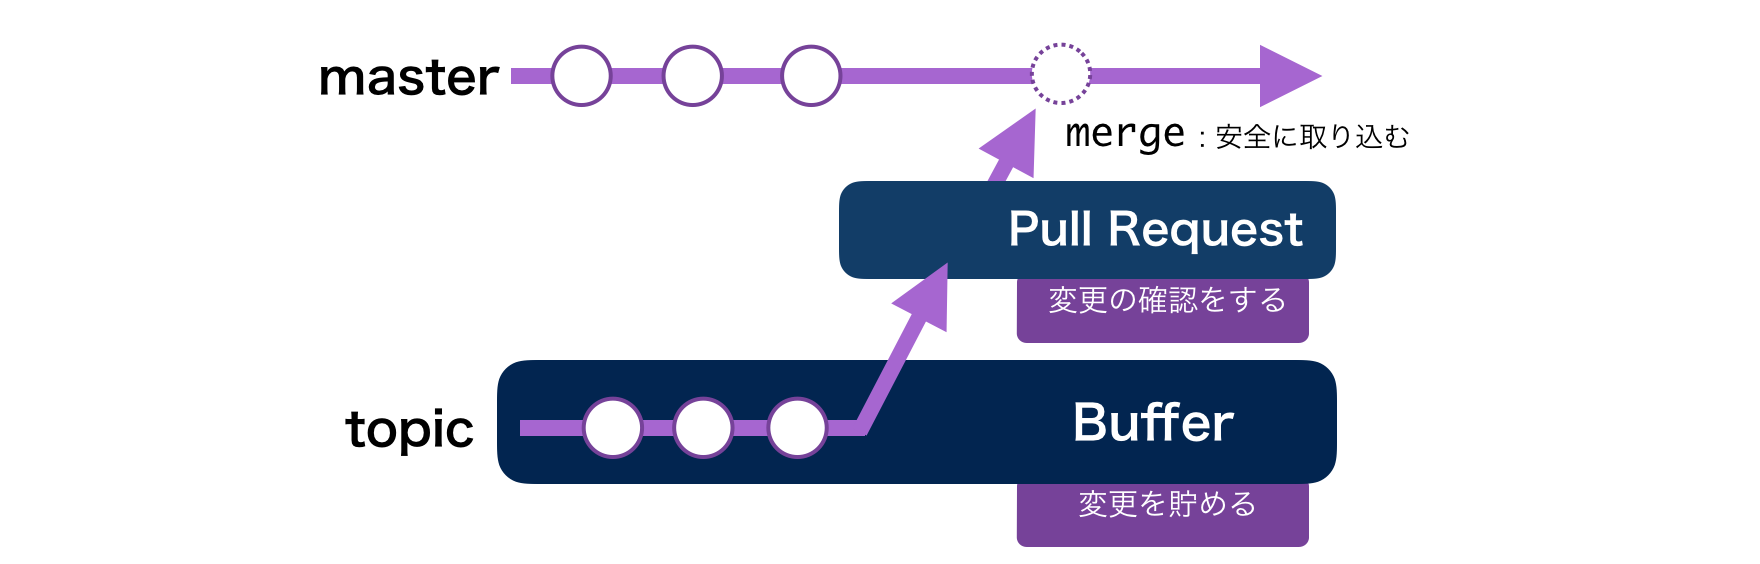 master
merge : 安全に取り込む
Pull Request
変更の確認をする
topic
Buffer
変更を貯める